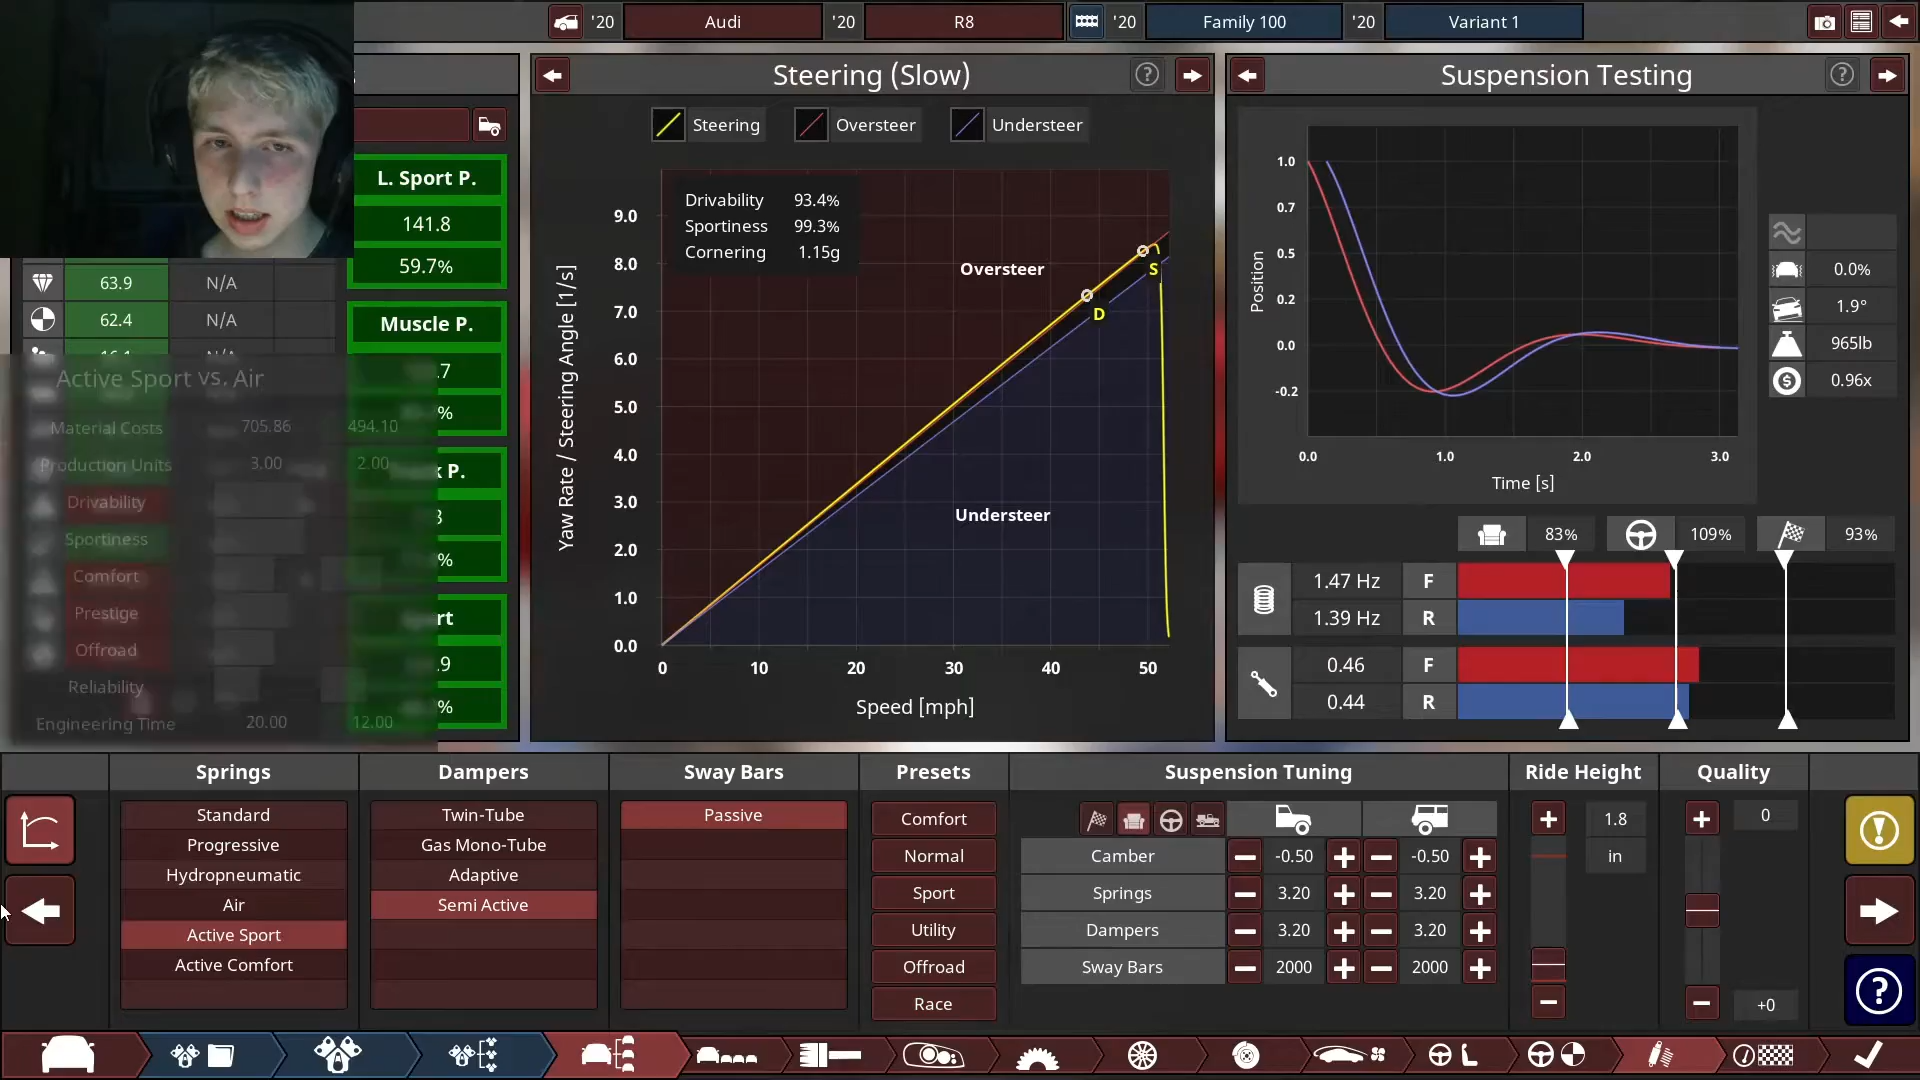 '20 Audi '20 R8 '20 Family 100 '20 Variant 1
Steering (Slow)
Suspension Testing
Steering
Oversteer
Understeer
L. Sport P.
141.8
59.7%
63.9 N/A
62.4 N/A
Muscle P.
Active Sport vs. Air
Material Costs 705.86 494.10
Production Units 3.00 2.00
Drivability
Sportiness
Comfort
Prestige
Offroad
Reliability
Engineering Time 20.00 12.00
Drivability 93.4%
Sportiness 99.3%
Cornering 1.15g
Oversteer
Understeer
S
D
Yaw Rate / Steering Angle [1/s]
9.0
8.0
7.0
6.0
5.0
4.0
3.0
2.0
1.0
0.0
0 10 20 30 40 50
Speed [mph]
Position
1.0
0.7
0.5
0.2
0.0
-0.2
0.0 1.0 2.0 3.0
Time [s]
0.0%
1.9°
965lb
0.96x
83% 109% 93%
1.47 Hz F
1.39 Hz R
0.46 F
0.44 R
Springs
Standard
Progressive
Hydropneumatic
Air
Active Sport
Active Comfort
Dampers
Twin-Tube
Gas Mono-Tube
Adaptive
Semi Active
Sway Bars
Passive
Presets
Comfort
Normal
Sport
Utility
Offroad
Race
Suspension Tuning
Camber -0.50 -0.50
Springs 3.20 3.20
Dampers 3.20 3.20
Sway Bars 2000 2000
Ride Height
1.8
in
Quality
0
+0